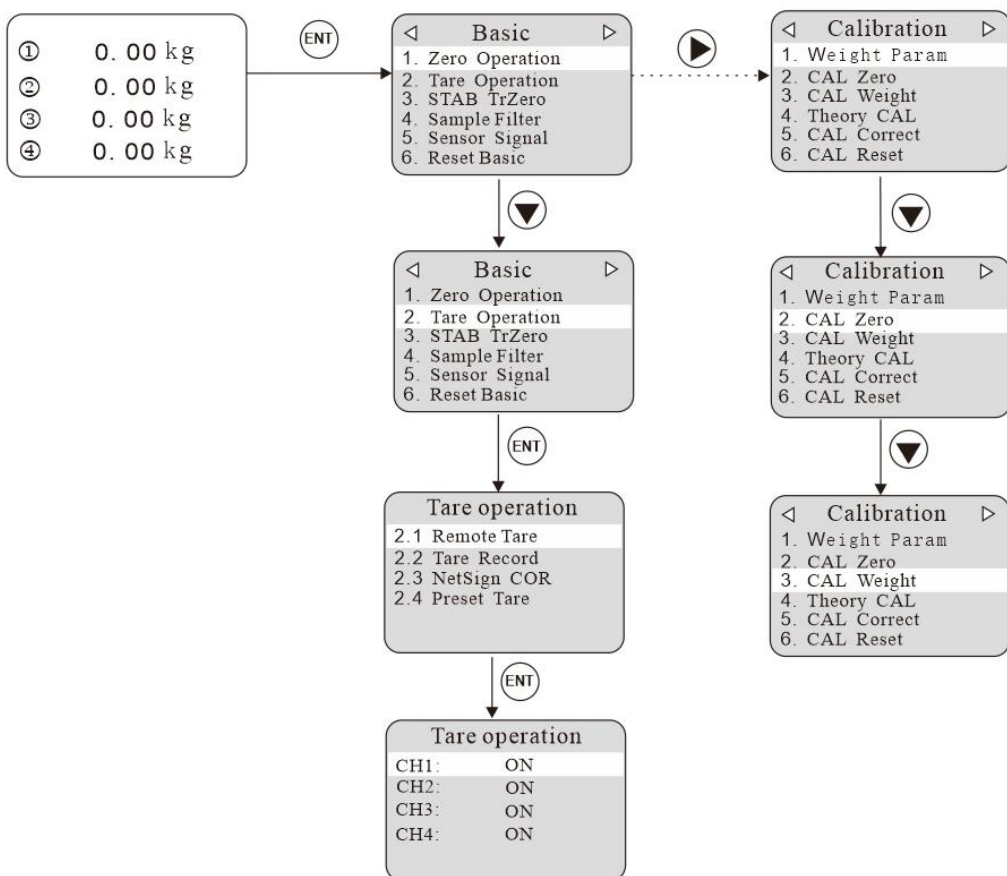 ① 0.00 kg
② 0.00 kg
③ 0.00 kg
④ 0.00 kg
ENT
Basic
1. Zero Operation
2. Tare Operation
3. STAB TrZero
4. Sample Filter
5. Sensor Signal
6. Reset Basic
Calibration
1. Weight Param
2. CAL Zero
3. CAL Weight
4. Theory CAL
5. CAL Correct
6. CAL Reset
Basic
1. Zero Operation
2. Tare Operation
3. STAB TrZero
4. Sample Filter
5. Sensor Signal
6. Reset Basic
Calibration
1. Weight Param
2. CAL Zero
3. CAL Weight
4. Theory CAL
5. CAL Correct
6. CAL Reset
ENT
Tare operation
2.1 Remote Tare
2.2 Tare Record
2.3 NetSign COR
2.4 Preset Tare
Calibration
1. Weight Param
2. CAL Zero
3. CAL Weight
4. Theory CAL
5. CAL Correct
6. CAL Reset
ENT
Tare operation
CH1: ON
CH2: ON
CH3: ON
CH4: ON